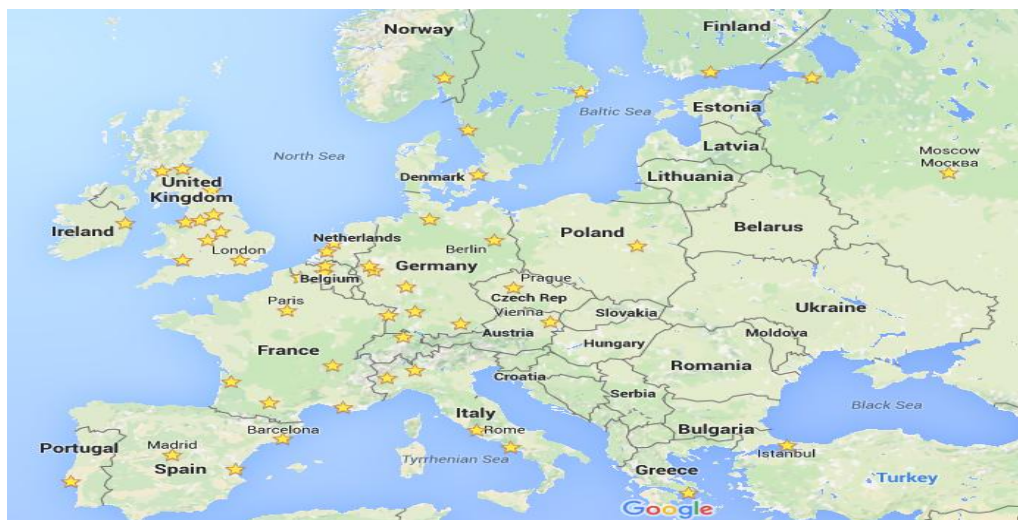 Norway
Finland
Baltic Sea
Estonia
North Sea
Latvia
Moscow
Москва
Denmark
Lithuania
United
Kingdom
Ireland
Netherlands
Poland
Belarus
London
Berlin
Germany
Belgium
Prague
Paris
Czech Rep
Ukraine
Vienna
Slovakia
Austria
Moldova
Hungary
France
Romania
Croatia
Serbia
Black Sea
Italy
Barcelona
Rome
Bulgaria
Portugal
Madrid
Istanbul
Tyrrhenian Sea
Spain
Greece
Turkey
Google